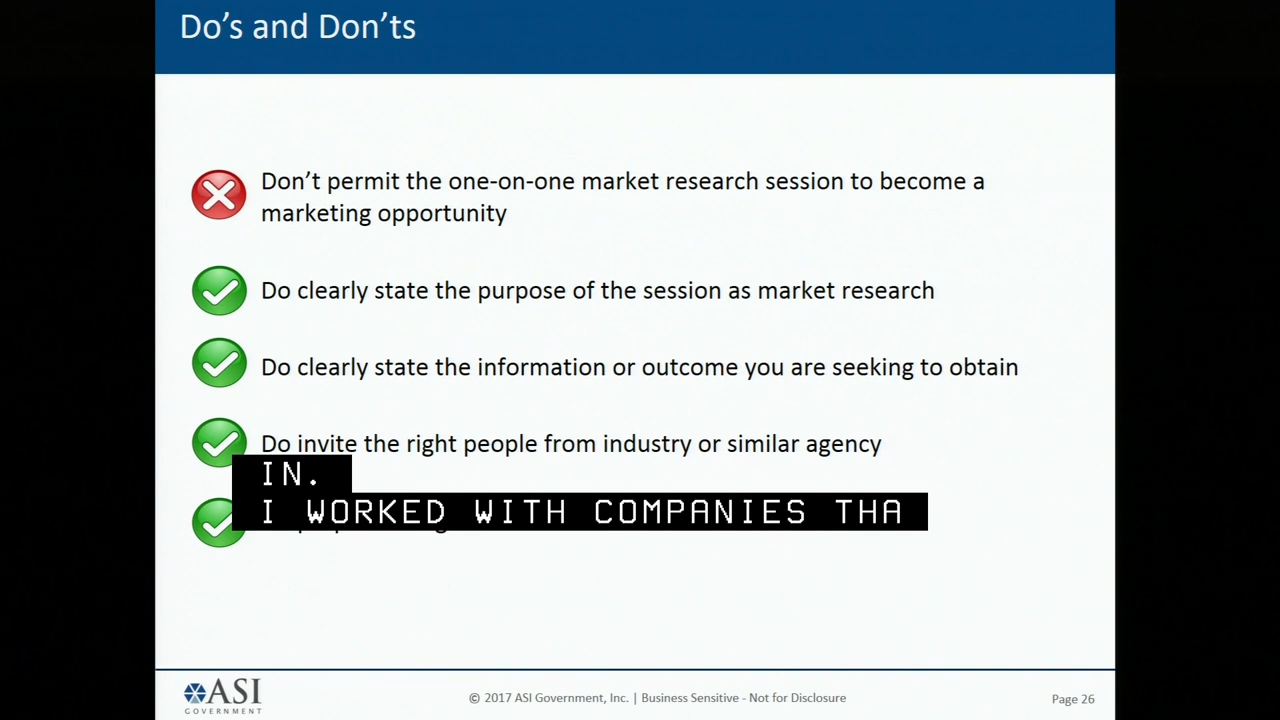 Do’s and Don’ts
Don’t permit the one-on-one market research session to become a
marketing opportunity
Do clearly state the purpose of the session as market research
Do clearly state the information or outcome you are seeking to obtain
Do invite the right people from industry or similar agency
IN.
I WORKED WITH COMPANIES THA
ASI
GOVERNMENT
© 2017 ASI Government, Inc. | Business Sensitive - Not for Disclosure
Page 26